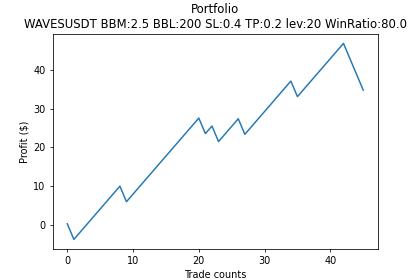 Portfolio
WAVESUSDT BBM:2.5 BBL:200 SL:0.4 TP:0.2 lev:20 WinRatio:80.0
40
30
20
10
0
Profit ($)
0 10 20 30 40
Trade counts